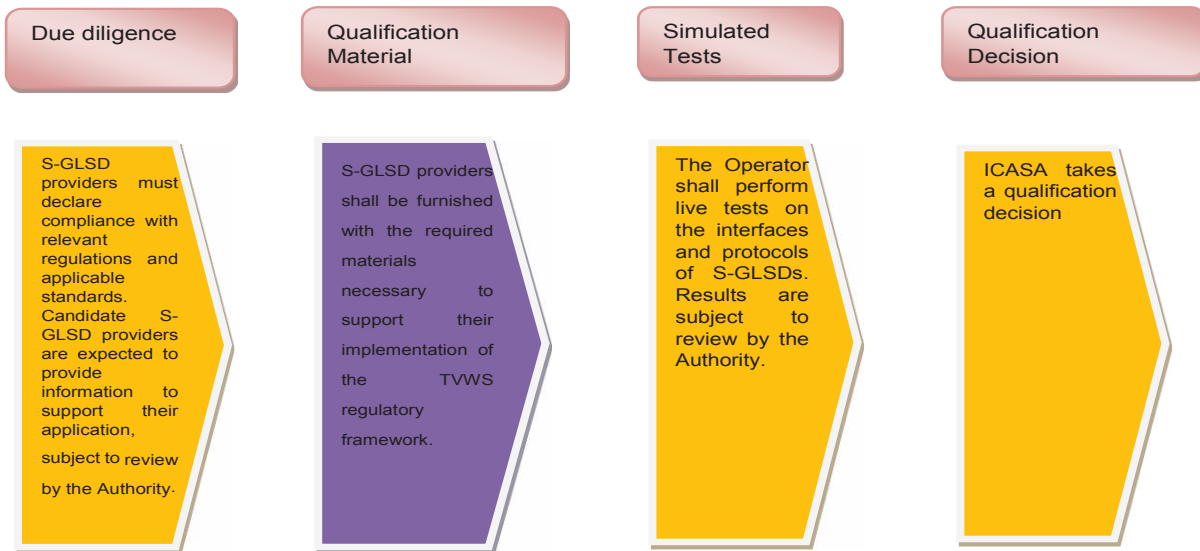 Due diligence
Qualification
Material
Simulated
Tests
Qualification
Decision
S-GLSD
providers must
declare
compliance with
relevant
regulations and
applicable
standards.
Candidate S-
GLSD providers
are expected to
provide
information to
support their
application,
subject to review
by the Authority.
S-GLSD providers
shall be furnished
with the required
materials
necessary to
support their
implementation of
the TVWS
regulatory
framework.
The Operator
shall perform
live tests on
the interfaces
and protocols
of S-GLSDs.
Results are
subject to
review by the
Authority.
ICASA takes
a qualification
decision